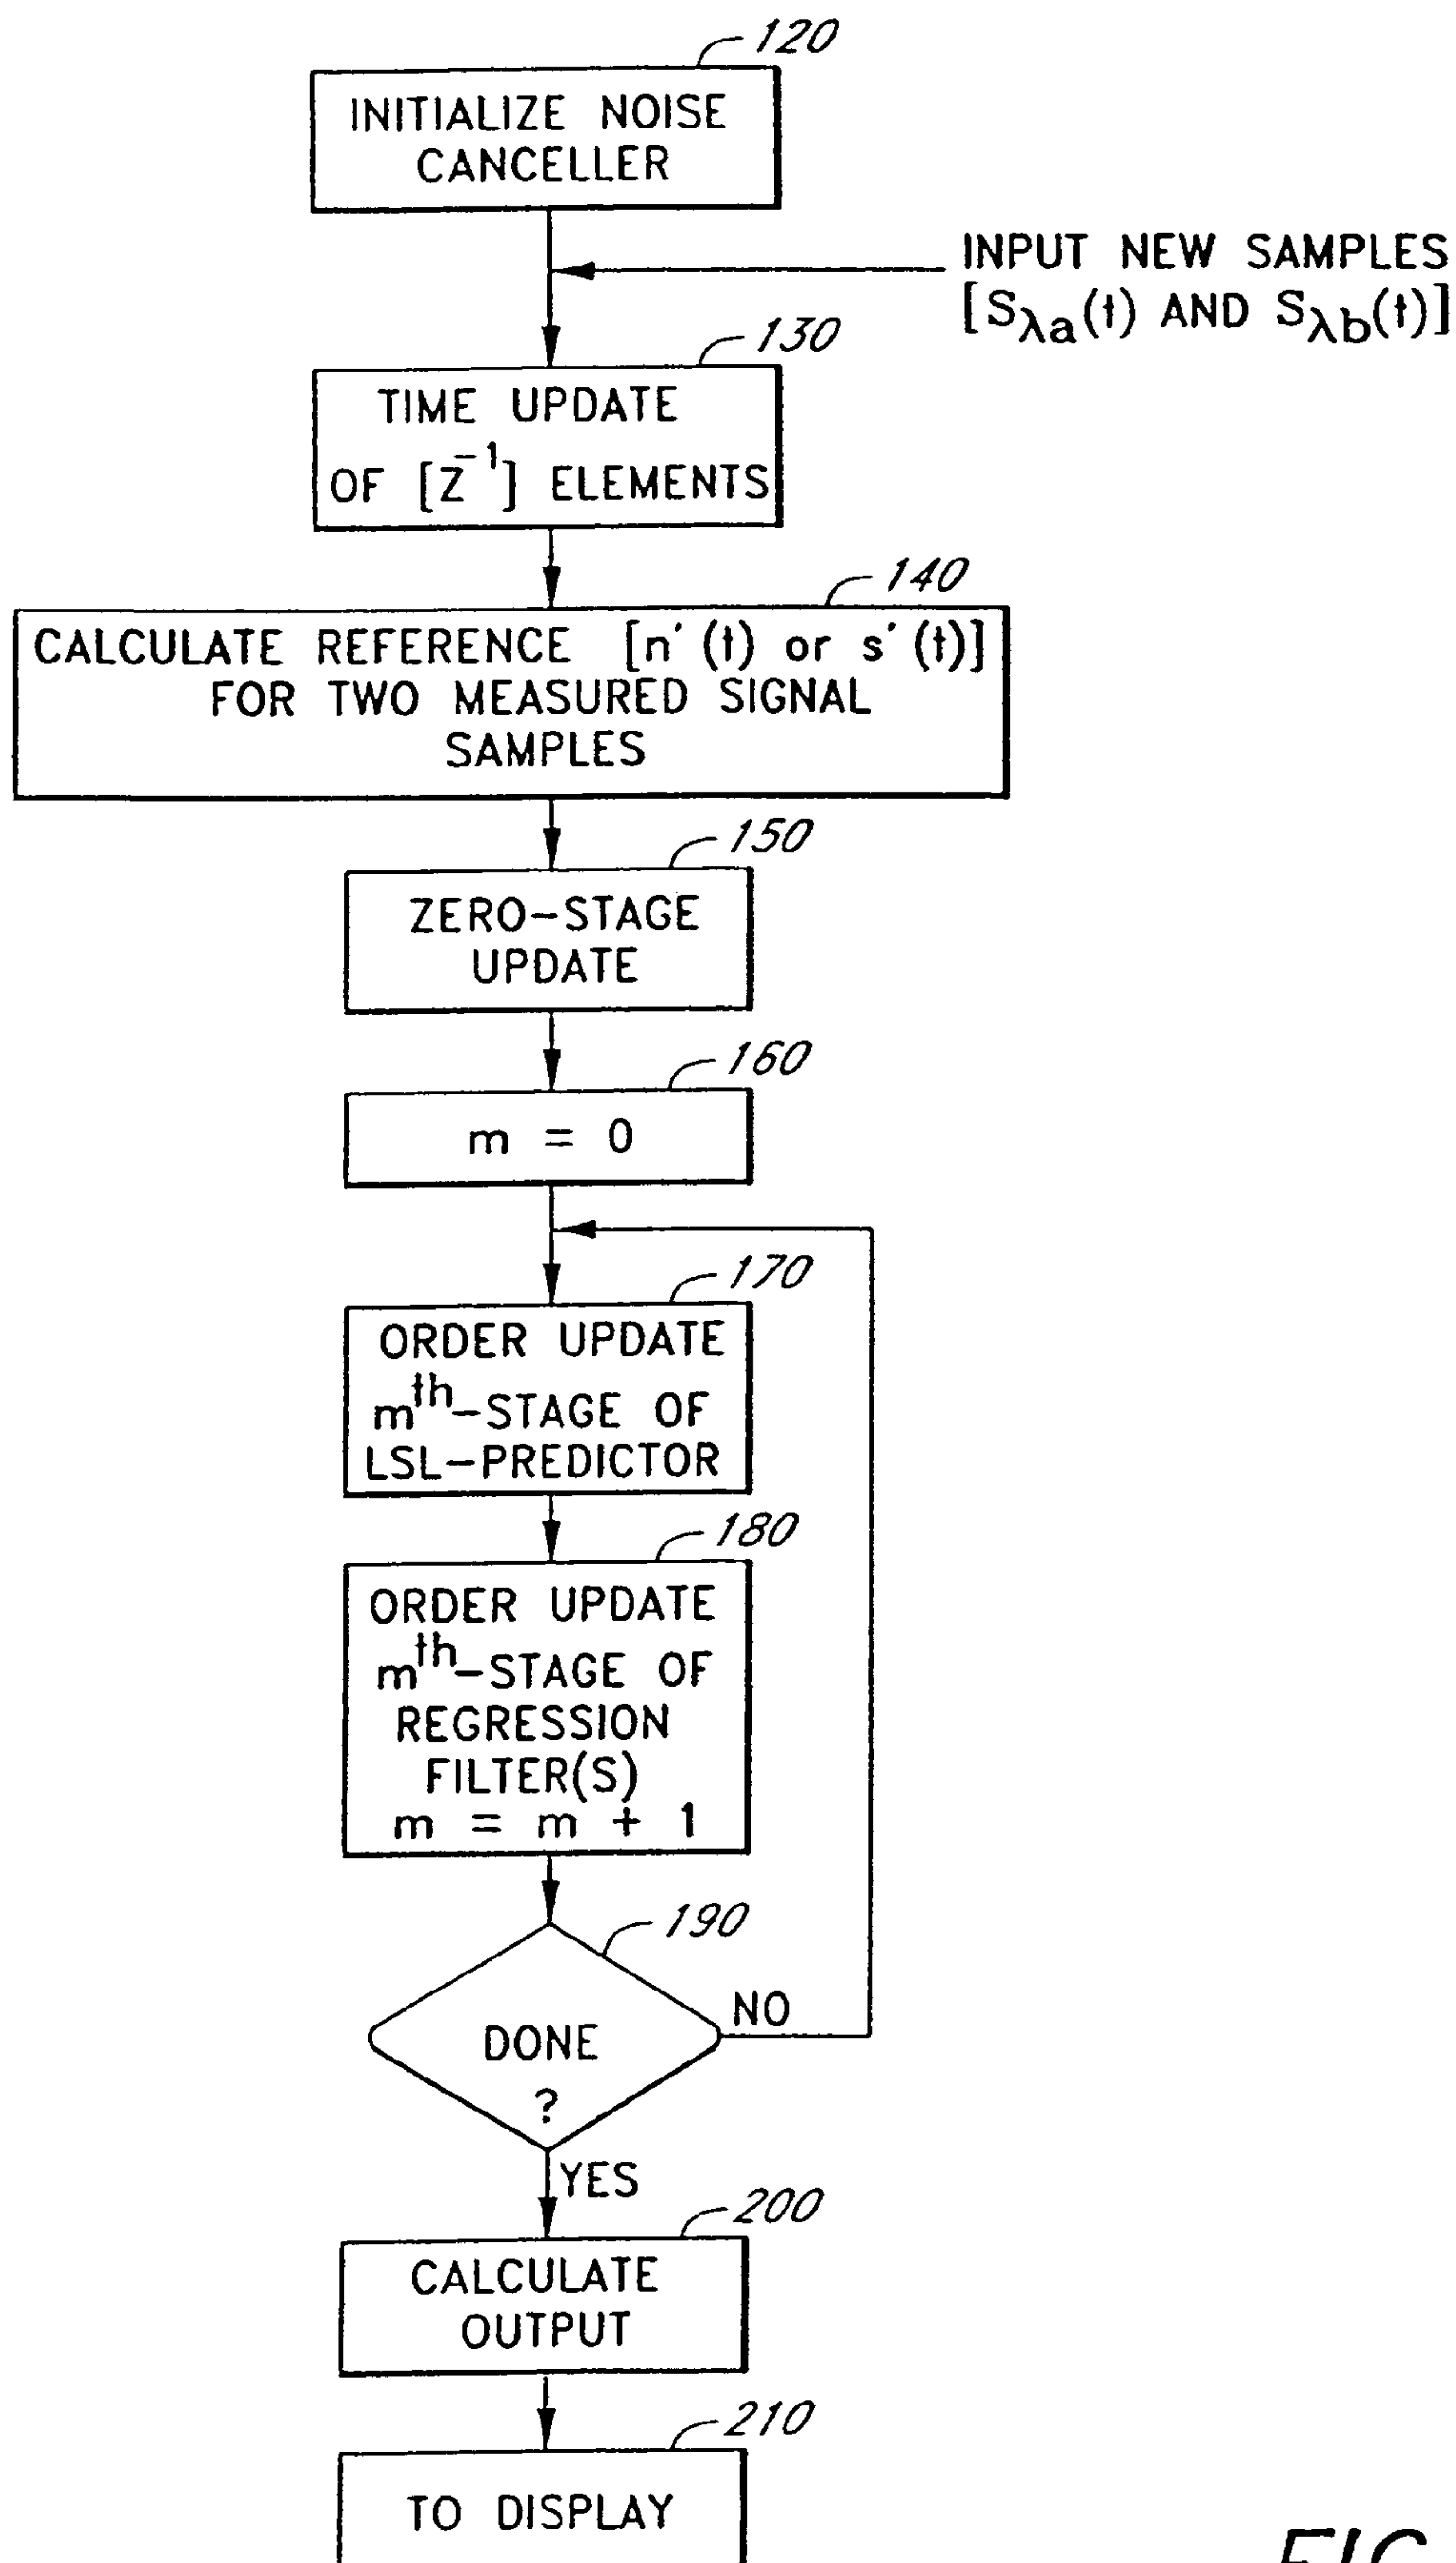 120
INITIALIZE NOISE
CANCELLER
INPUT NEW SAMPLES
[Sλa(t) AND Sλb(t)]
130
TIME UPDATE
OF [Z⁻¹] ELEMENTS
140
CALCULATE REFERENCE [n′(t) or s′(t)]
FOR TWO MEASURED SIGNAL
SAMPLES
150
ZERO-STAGE
UPDATE
160
m = 0
170
ORDER UPDATE
mth-STAGE OF
LSL-PREDICTOR
180
ORDER UPDATE
mth-STAGE OF
REGRESSION
FILTER(S)
m = m + 1
190
NO
DONE
?
YES
200
CALCULATE
OUTPUT
210
TO DISPLAY
FIG